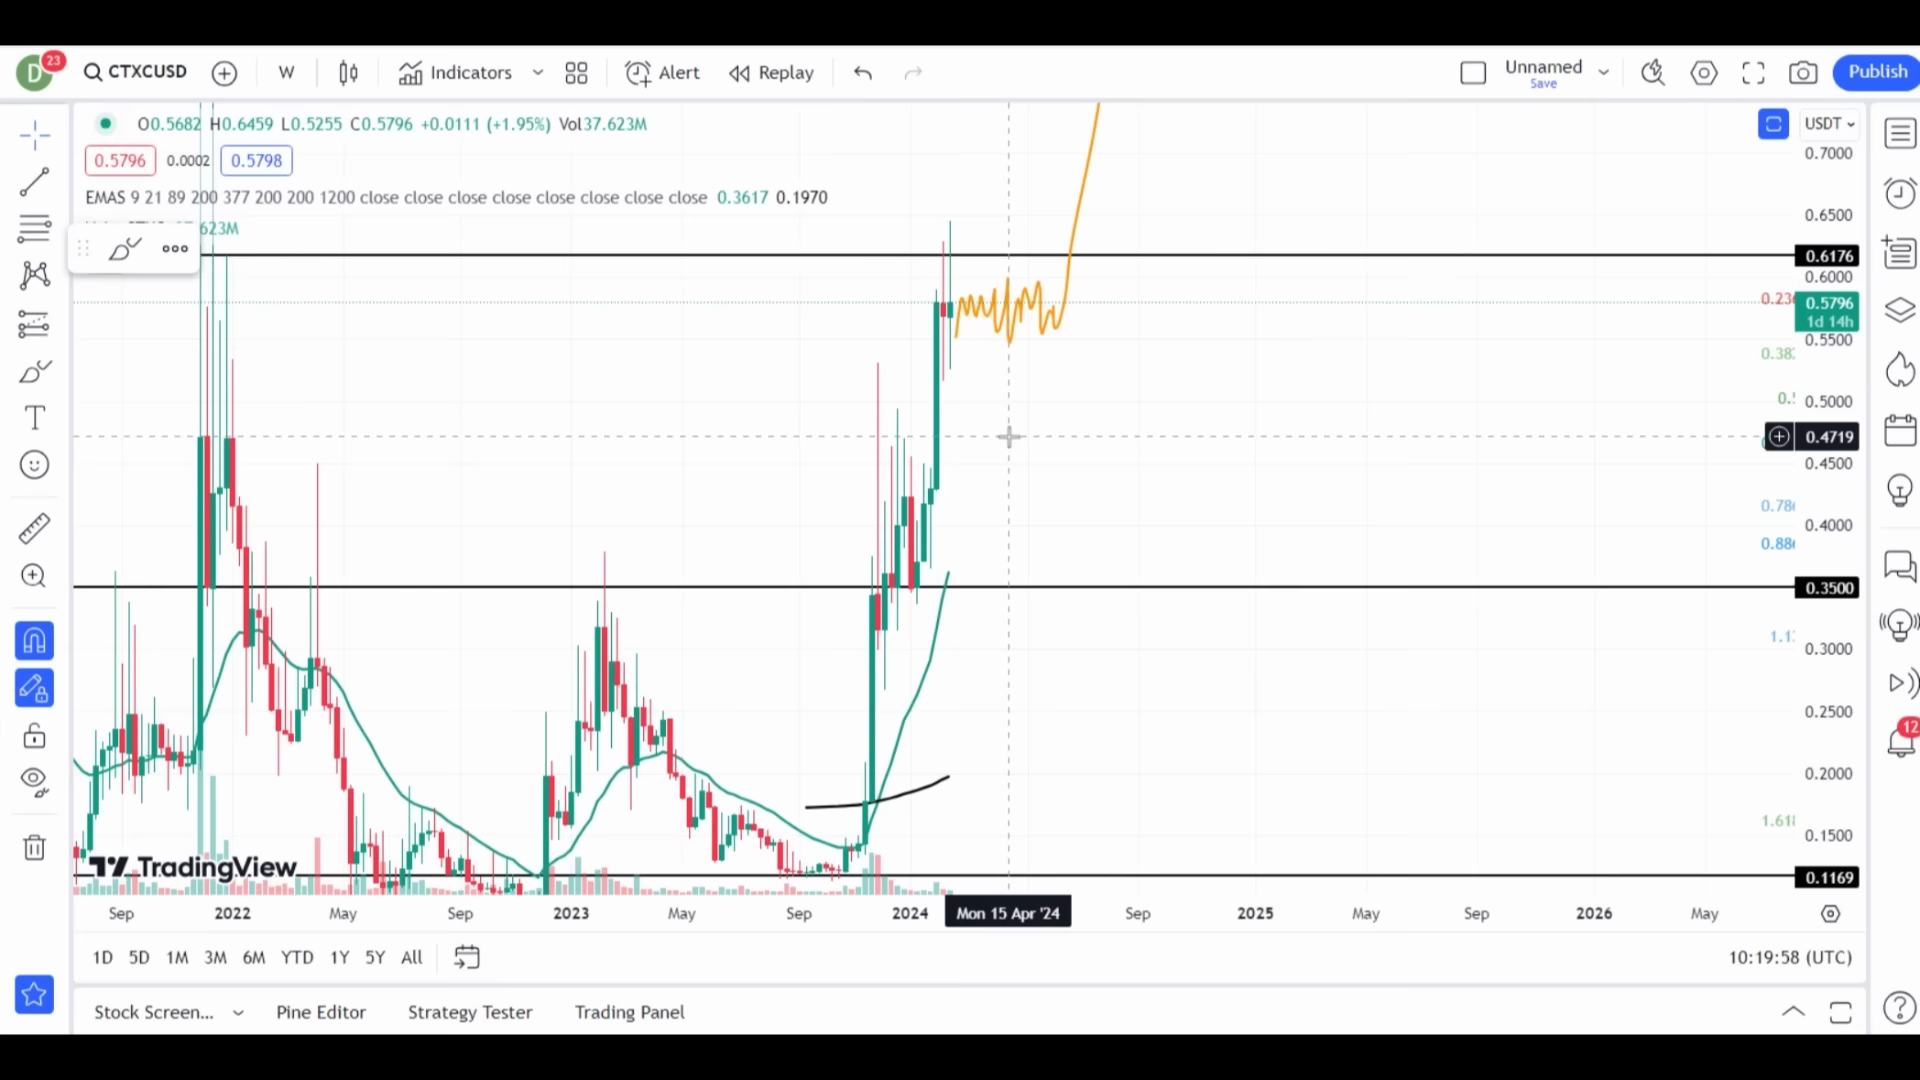 D 23 CTXCUSD W Indicators Alert Replay Unnamed Save Publish
O0.5682 H0.6459 L0.5255 C0.5796 +0.0111 (+1.95%) Vol37.623M USDT
0.5796 0.0002 0.5798
EMAS 9 21 89 200 377 200 200 1200 close close close close close close close close 0.3617 0.1970
623M
0.7000
0.6500
0.6176
0.6000
0.5796
1d 14h
0.5500
0.5000
0.4719
0.4500
0.4000
0.3500
0.3000
0.2500
0.2000
0.1500
0.1169
12
TradingView
Sep 2022 May Sep 2023 May Sep 2024 Mon 15 Apr '24 Sep 2025 May Sep 2026 May
1D 5D 1M 3M 6M YTD 1Y 5Y All 10:19:58 (UTC)
Stock Screen... Pine Editor Strategy Tester Trading Panel